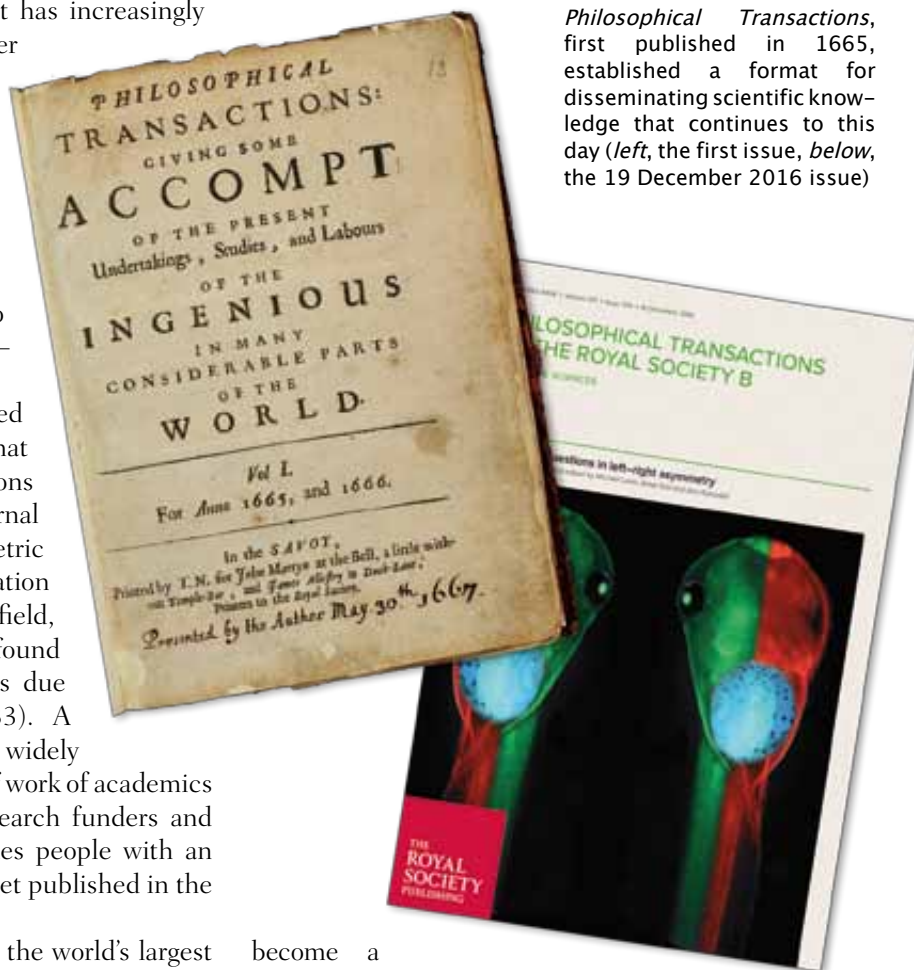 t has increasingly
er
o
–
ed
hat
ons
rnal
etric
ation
field,
found
s due
33). A
widely
f work of academics
earch funders and
es people with an
et published in the
the world's largest
become a
Philosophical Transactions,
first published in 1665,
established a format for
disseminating scientific know-
ledge that continues to this
day (left, the first issue, below,
the 19 December 2016 issue)
13
PHILOSOPHICAL
TRANSACTIONS:
GIVING SOME
ACCOMPT
OF THE PRESENT
Undertakings, Studies, and Labours
OF THE
INGENIOUS
IN MANY
CONSIDERABLE PARTS
OF THE
WORLD.
Vol I.
For Anno 1665, and 1666.
In the SAVOY,
Printed by T.N. for John Martyn at the Bell, a little with-
out Temple-Bar, and James Allestry in Duck-Lane,
Printers to the Royal Society.
Presented by the Author May 30th 1667.
ILOSOPHICAL TRANSACTIONS
HE ROYAL SOCIETY B
SCIENCES
uestions in left–right asymmetry
THE
ROYAL
SOCIETY
PUBLISHING